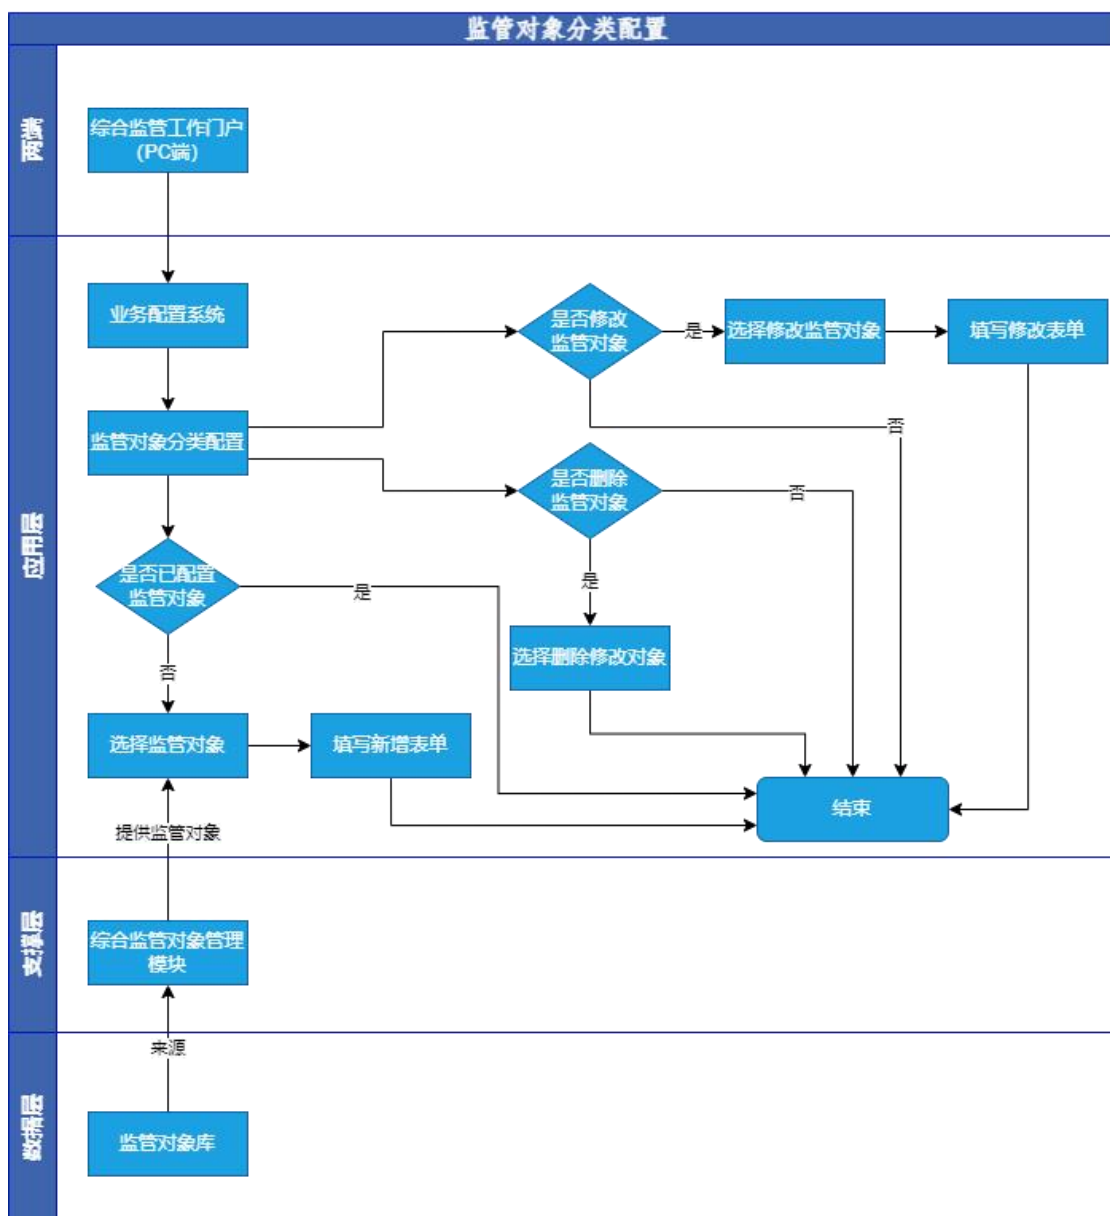 监管对象分类配置
两端
综合监管工作门户
(PC端)
应用层
业务配置系统
是否修改
监管对象
是
选择修改监管对象
填写修改表单
否
监管对象分类配置
是否删除
监管对象
否
是
是否已配置
监管对象
是
否
选择删除修改对象
选择监管对象
填写新增表单
结束
提供监管对象
支撑层
综合监管对象管理
模块
来源
数据层
监管对象库